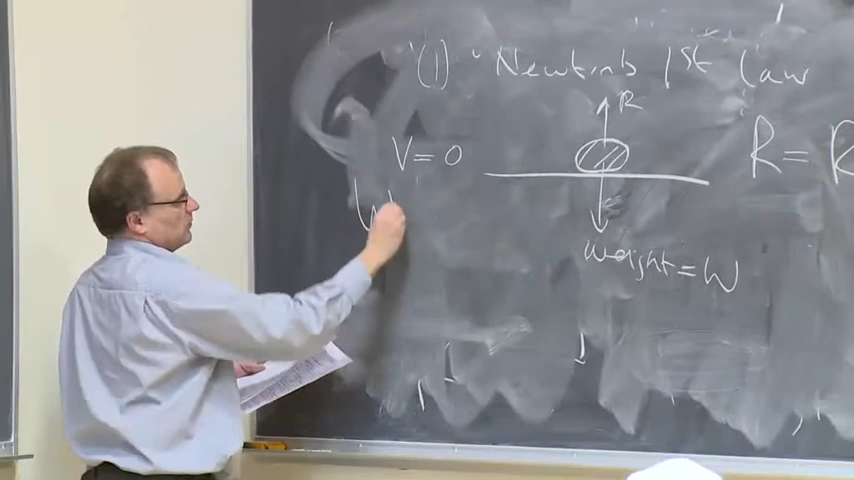 (1) Newton's 1st Law
R
V=0
R=
weight = W